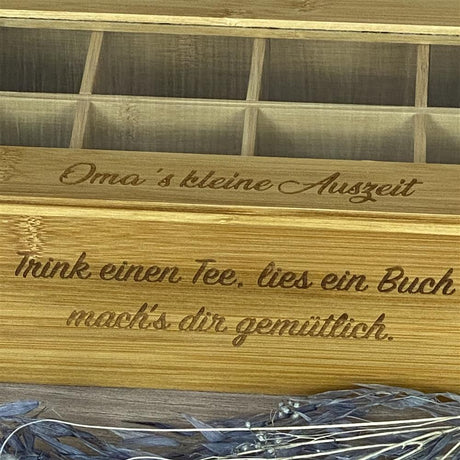 Oma´s kleine Auszeit
Trink einen Tee, lies ein Buch
mach's dir gemütlich.